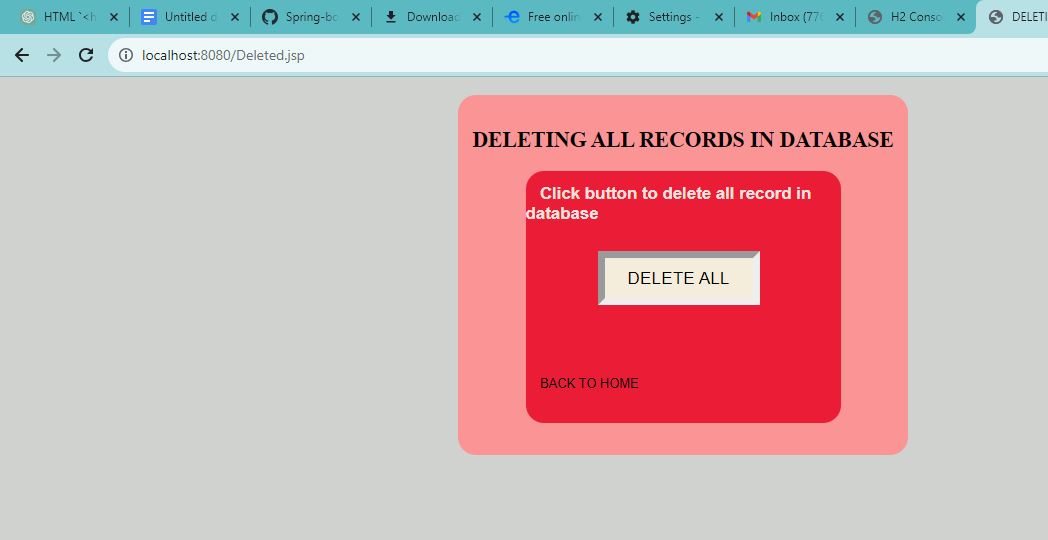 HTML `<h
Untitled d
Spring-bo
Downloac
Free onlin
Settings -
Inbox (776
H2 Conso
DELETI
localhost:8080/Deleted.jsp
DELETING ALL RECORDS IN DATABASE
Click button to delete all record in
database
DELETE ALL
BACK TO HOME